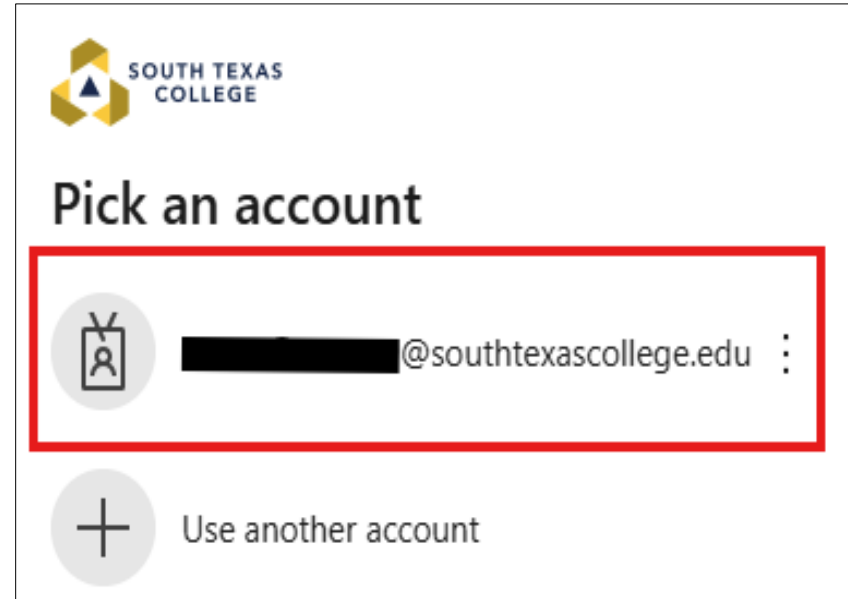 SOUTH TEXAS
COLLEGE
Pick an account
@southtexascollege.edu
Use another account